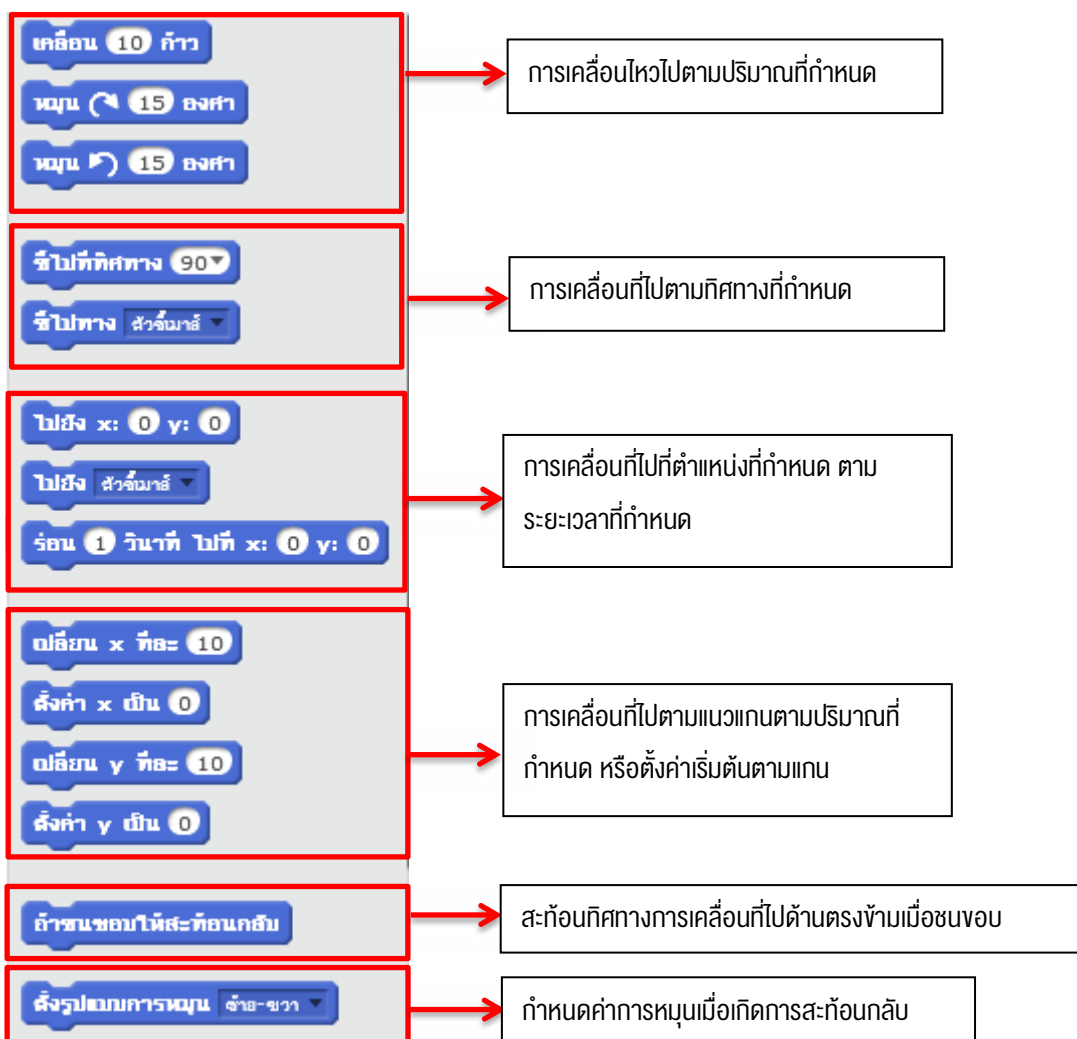 เคลื่อน 10 ก้าว
หมุน 15 องศา
หมุน 15 องศา
การเคลื่อนไหวไปตามปริมาณที่กำหนด
ชี้ไปที่ทิศทาง 90
ชี้ไปทาง ตัวชี้เมาส์
การเคลื่อนที่ไปตามทิศทางที่กำหนด
ไปยัง x: 0 y: 0
ไปยัง ตัวชี้เมาส์
ร่อน 1 วินาที ไปที่ x: 0 y: 0
การเคลื่อนที่ไปที่ตำแหน่งที่กำหนด ตาม
ระยะเวลาที่กำหนด
เปลี่ยน x ทีละ 10
ตั้งค่า x เป็น 0
เปลี่ยน y ทีละ 10
ตั้งค่า y เป็น 0
การเคลื่อนที่ไปตามแนวแกนตามปริมาณที่
กำหนด หรือตั้งค่าเริ่มต้นตามแกน
ถ้าชนขอบให้สะท้อนกลับ
สะท้อนทิศทางการเคลื่อนที่ไปด้านตรงข้ามเมื่อชนขอบ
ตั้งรูปแบบการหมุน ซ้าย-ขวา
กำหนดค่าการหมุนเมื่อเกิดการสะท้อนกลับ